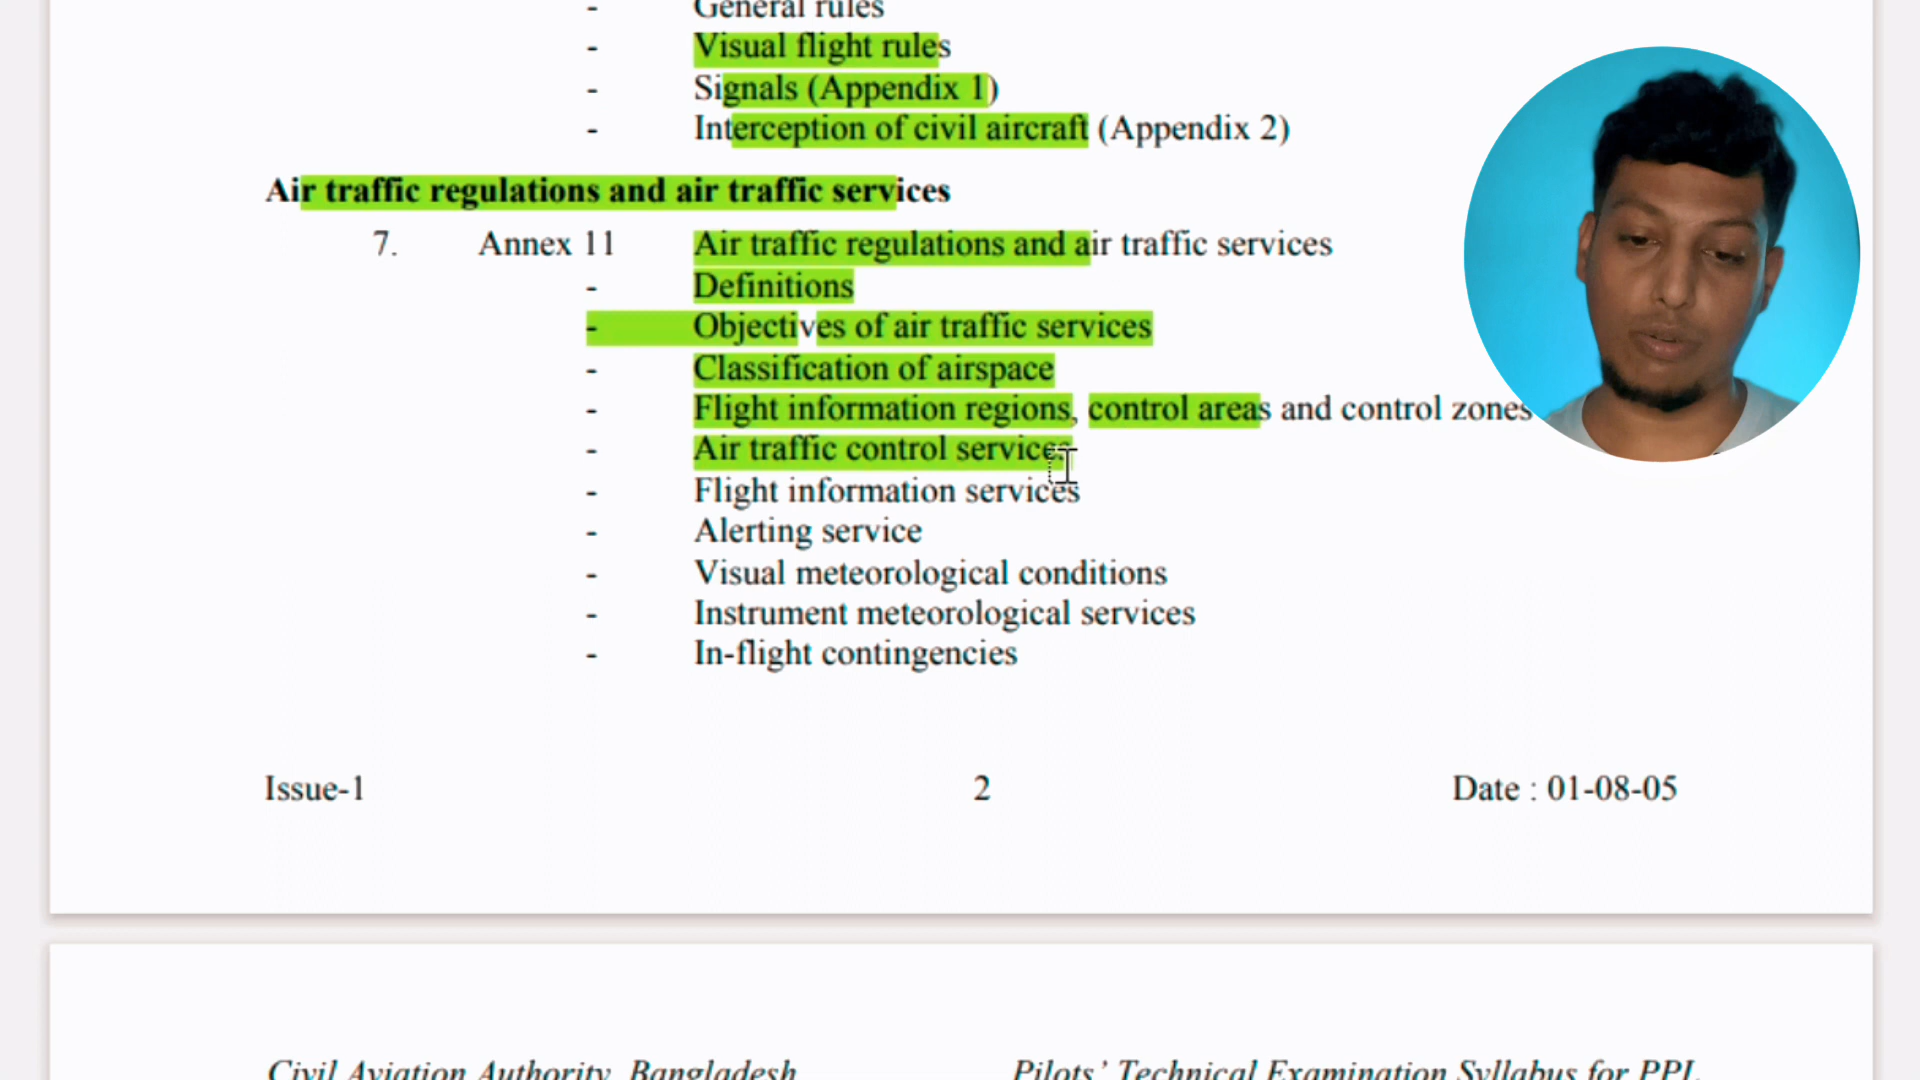 - General rules
- Visual flight rules
- Signals (Appendix 1)
- Interception of civil aircraft (Appendix 2)
Air traffic regulations and air traffic services
7. Annex 11 Air traffic regulations and air traffic services
- Definitions
- Objectives of air traffic services
- Classification of airspace
- Flight information regions, control areas and control zones
- Air traffic control services
- Flight information services
- Alerting service
- Visual meteorological conditions
- Instrument meteorological services
- In-flight contingencies
Issue-1 2 Date : 01-08-05
Civil Aviation Authority, Bangladesh Pilots' Technical Examination Syllabus for PPL